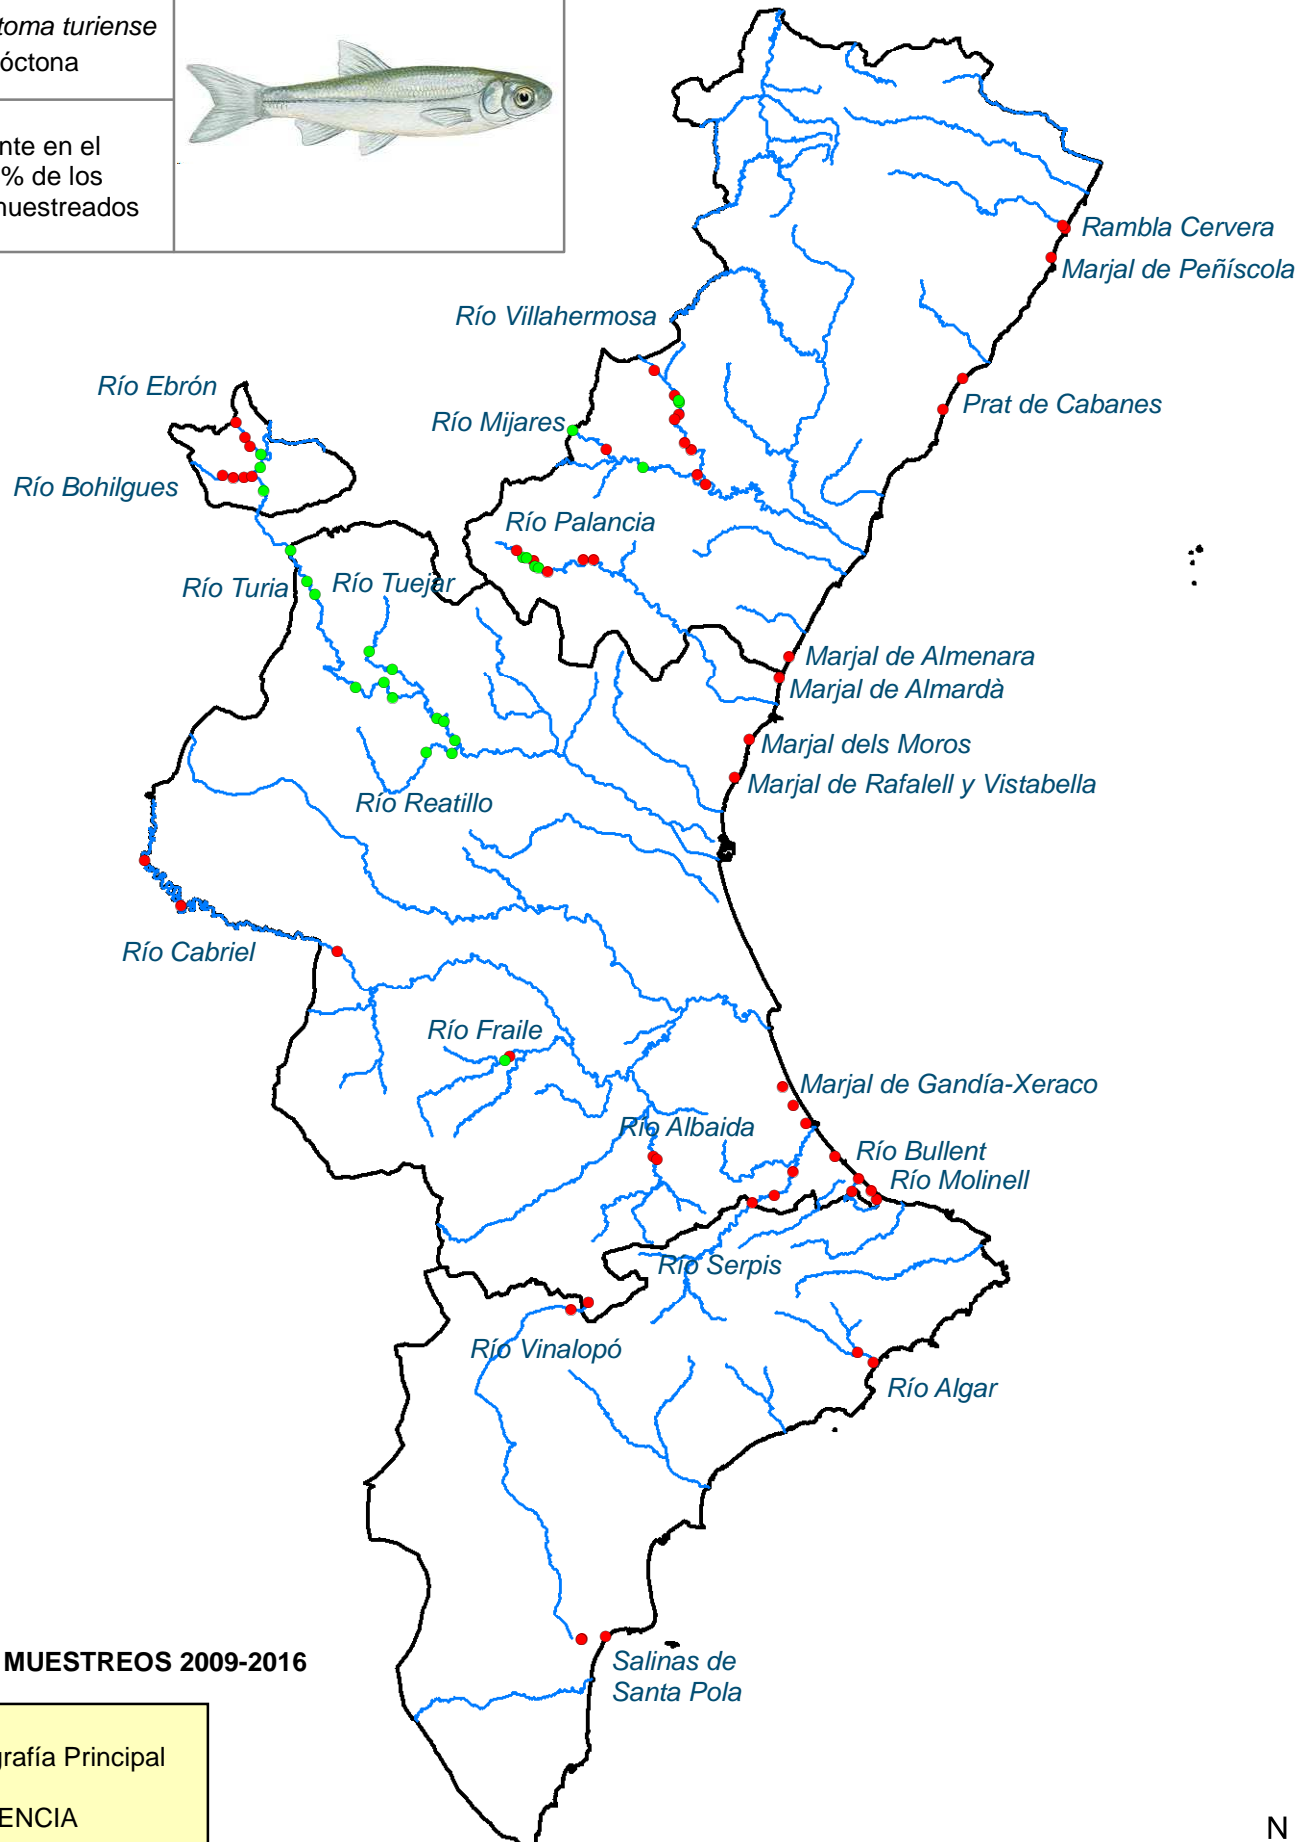 toma turiense
óctona
nte en el
% de los
nuestreados
Rambla Cervera
Marjal de Peñíscola
Río Villahermosa
Río Ebrón
Prat de Cabanes
Río Mijares
Río Bohilgues
Río Palancia
Río Turia
Río Tuejar
Marjal de Almenara
Marjal de Almardà
Marjal dels Moros
Marjal de Rafalell y Vistabella
Río Reatillo
Río Cabriel
Río Fraile
Marjal de Gandía-Xeraco
Río Albaida
Río Bullent
Río Molinell
Río Serpis
Río Vinalopó
Río Algar
Salinas de
Santa Pola
MUESTREOS 2009-2016
grafía Principal
ENCIA
N